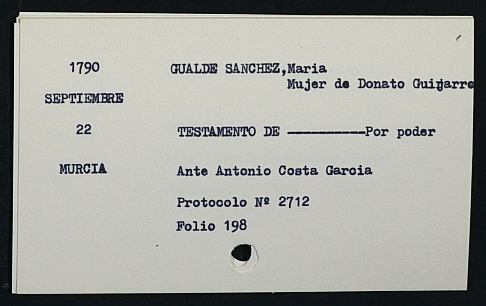 1790 GUALDE SANCHEZ,Maria
Mujer de Donato Guijarro
SEPTIEMBRE
22 TESTAMENTO DE ----------Por poder
MURCIA Ante Antonio Costa Garcia
Protocolo Nº 2712
Folio 198